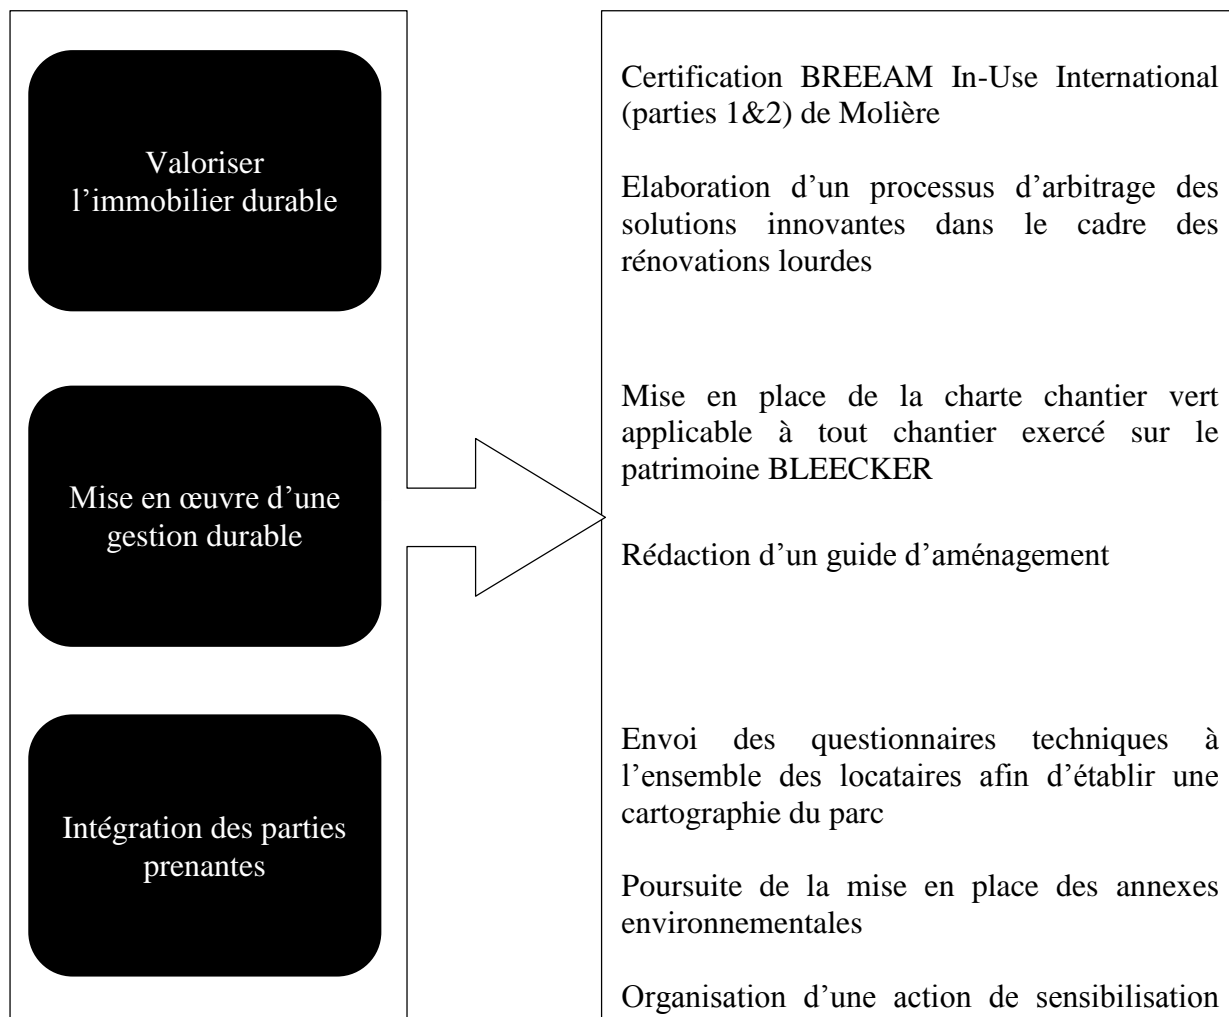 Valoriser
l’immobilier durable
Certification BREEAM In-Use International
(parties 1&2) de Molière
Elaboration d’un processus d’arbitrage des
solutions innovantes dans le cadre des
rénovations lourdes
Mise en œuvre d’une
gestion durable
Mise en place de la charte chantier vert
applicable à tout chantier exercé sur le
patrimoine BLEECKER
Rédaction d’un guide d’aménagement
Intégration des parties
prenantes
Envoi des questionnaires techniques à
l’ensemble des locataires afin d’établir une
cartographie du parc
Poursuite de la mise en place des annexes
environnementales
Organisation d’une action de sensibilisation